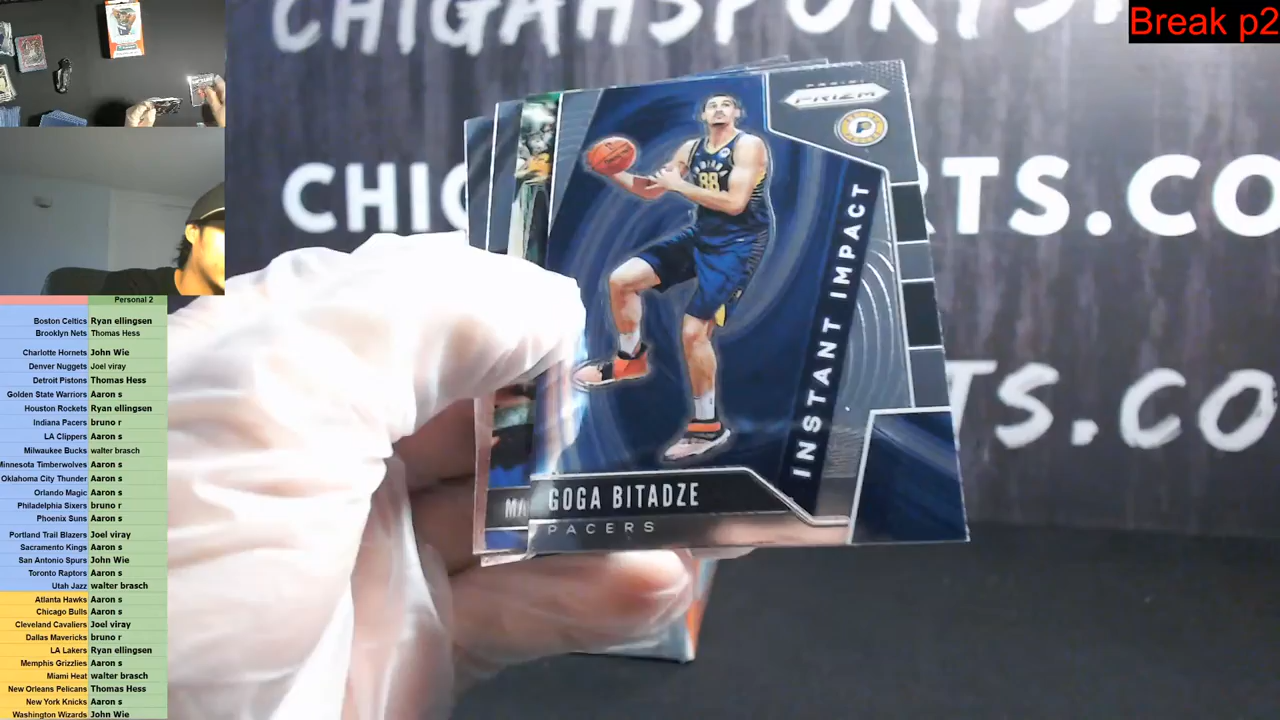 Break p2
CHIGAHSPORTS
CHIG
RTS.CO
TS.CO
PRIZM
INSTANT IMPACT
88
MA
GOGA BITADZE
PACERS
Personal 2
Boston Celtics Ryan ellingsen
Brooklyn Nets Thomas Hess
Charlotte Hornets John Wie
Denver Nuggets Joel viray
Detroit Pistons Thomas Hess
Golden State Warriors Aaron s
Houston Rockets Ryan ellingsen
Indiana Pacers bruno r
LA Clippers Aaron s
Milwaukee Bucks walter brasch
Minnesota Timberwolves Aaron s
Oklahoma City Thunder Aaron s
Orlando Magic Aaron s
Philadelphia Sixers bruno r
Phoenix Suns Aaron s
Portland Trail Blazers Joel viray
Sacramento Kings Aaron s
San Antonio Spurs John Wie
Toronto Raptors Aaron s
Utah Jazz walter brasch
Atlanta Hawks Aaron s
Chicago Bulls Aaron s
Cleveland Cavaliers Joel viray
Dallas Mavericks bruno r
LA Lakers Ryan ellingsen
Memphis Grizzlies Aaron s
Miami Heat walter brasch
New Orleans Pelicans Thomas Hess
New York Knicks Aaron s
Washington Wizards John Wie